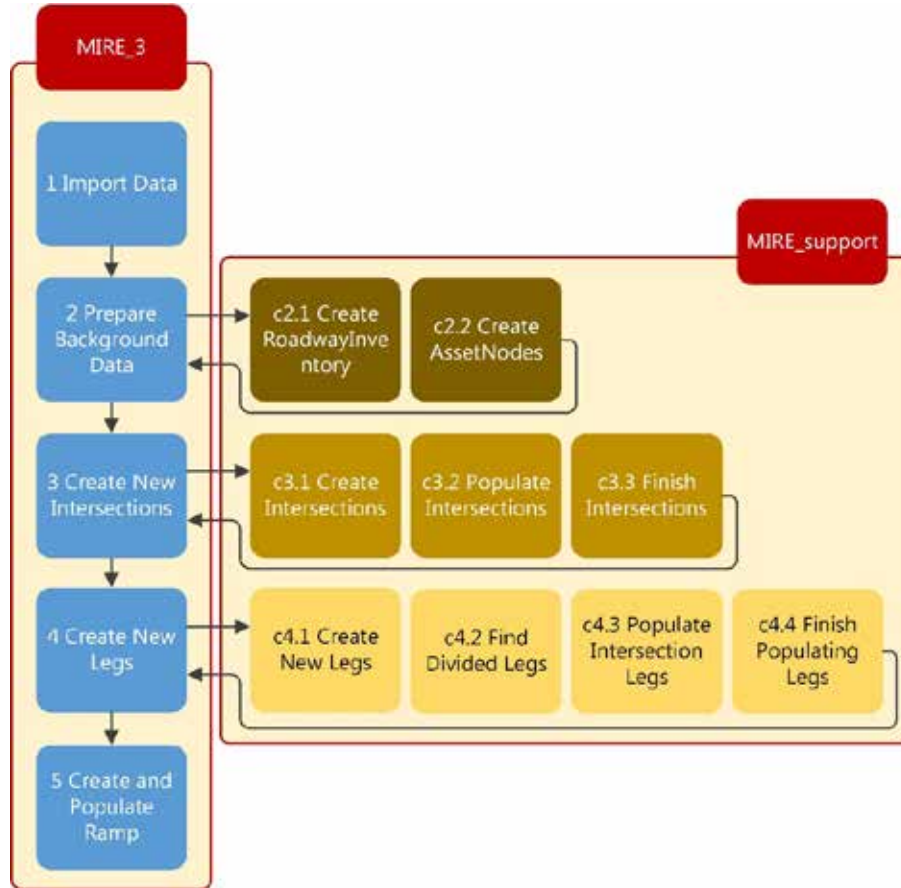 MIRE_3
1 Import Data
MIRE_support
2 Prepare
Background
Data
c2.1 Create
RoadwayInve
ntory
c2.2 Create
AssetNodes
3 Create New
Intersections
c3.1 Create
Intersections
c3.2 Populate
Intersections
c3.3 Finish
Intersections
4 Create New
Legs
c4.1 Create
New Legs
c4.2 Find
Divided Legs
c4.3 Populate
Intersection
Legs
c4.4 Finish
Populating
Legs
5 Create and
Populate
Ramp